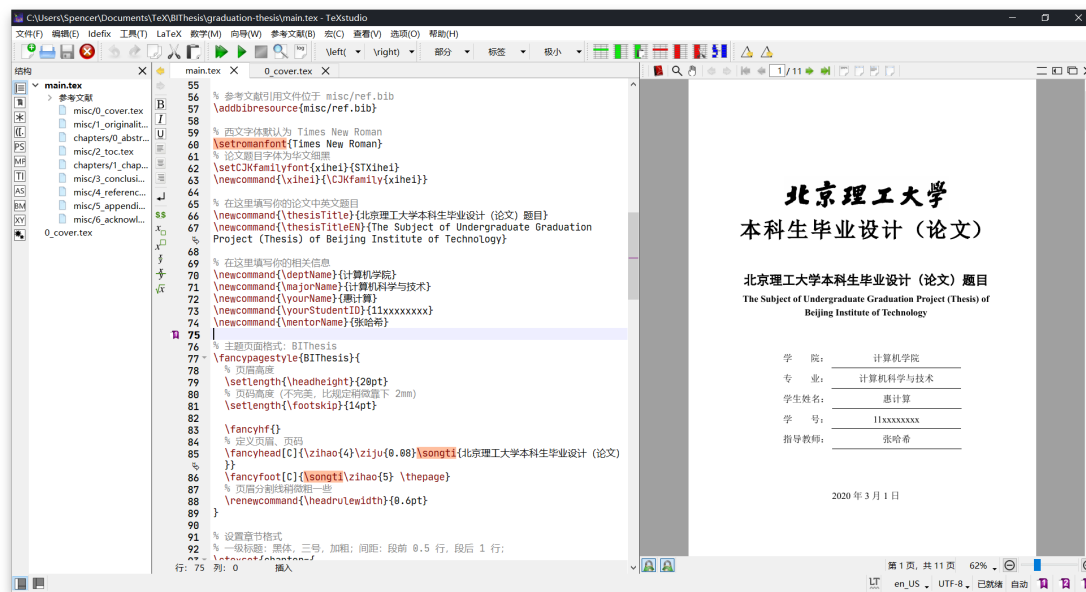 C:\Users\Spencer\Documents\TeX\BIThesis\graduation-thesis\main.tex - TeXstudio
文件(F) 编辑(E) Idefix 工具(T) LaTeX 数学(M) 向导(W) 参考文献(B) 宏(C) 查看(V) 选项(O) 帮助(H)
log \left( \right) 部分 标签 极小
结构
main.tex 0_cover.tex
1 / 11
main.tex
参考文献
misc/0_cover.tex
misc/1_originalit...
chapters/0_abstr...
misc/2_toc.tex
chapters/1_chap...
misc/3_conclusi...
misc/4_referenc...
misc/5_appendi...
misc/6_acknowl...
0_cover.tex
PS
MP
TI
AS
BM
XY
B
I
U
$$
55
56 % 参考文献引用文件位于 misc/ref.bib
57 \addbibresource{misc/ref.bib}
58
59 % 西文字体默认为 Times New Roman
60 \setromanfont{Times New Roman}
61 % 论文题目字体为华文细黑
62 \setCJKfamilyfont{xihei}{STXihei}
63 \newcommand{\xihei}{\CJKfamily{xihei}}
64
65 % 在这里填写你的论文中英文题目
66 \newcommand{\thesisTitle}{北京理工大学本科生毕业设计（论文）题目}
67 \newcommand{\thesisTitleEN}{The Subject of Undergraduate Graduation
Project (Thesis) of Beijing Institute of Technology}
68
69 % 在这里填写你的相关信息
70 \newcommand{\deptName}{计算机学院}
71 \newcommand{\majorName}{计算机科学与技术}
72 \newcommand{\yourName}{惠计算}
73 \newcommand{\yourStudentID}{11xxxxxxxx}
74 \newcommand{\mentorName}{张哈希}
75
76 % 主题页面格式：BIThesis
77 \fancypagestyle{BIThesis}{
78 % 页眉高度
79 \setlength{\headheight}{20pt}
80 % 页码高度（不完美，比规定稍微靠下 2mm）
81 \setlength{\footskip}{14pt}
82
83 \fancyhf{}
84 % 定义页眉、页码
85 \fancyhead[C]{\zihao{4}\ziju{0.08}\songti{北京理工大学本科生毕业设计（论文）
}}
86 \fancyfoot[C]{\songti\zihao{5} \thepage}
87 % 页眉分割线稍微粗一些
88 \renewcommand{\headrulewidth}{0.6pt}
89 }
90
91 % 设置章节格式
92 % 一级标题：黑体，三号，加粗；间距：段前 0.5 行，段后 1 行；
行: 75 列: 0 插入
北京理工大学
本科生毕业设计（论文）
北京理工大学本科生毕业设计（论文）题目
The Subject of Undergraduate Graduation Project (Thesis) of
Beijing Institute of Technology
学 院： 计算机学院
专 业： 计算机科学与技术
学生姓名： 惠计算
学 号： 11xxxxxxxx
指导教师： 张哈希
2020 年 3 月 1 日
第 1 页, 共 11 页 62%
LT en_US UTF-8 已就绪 自动